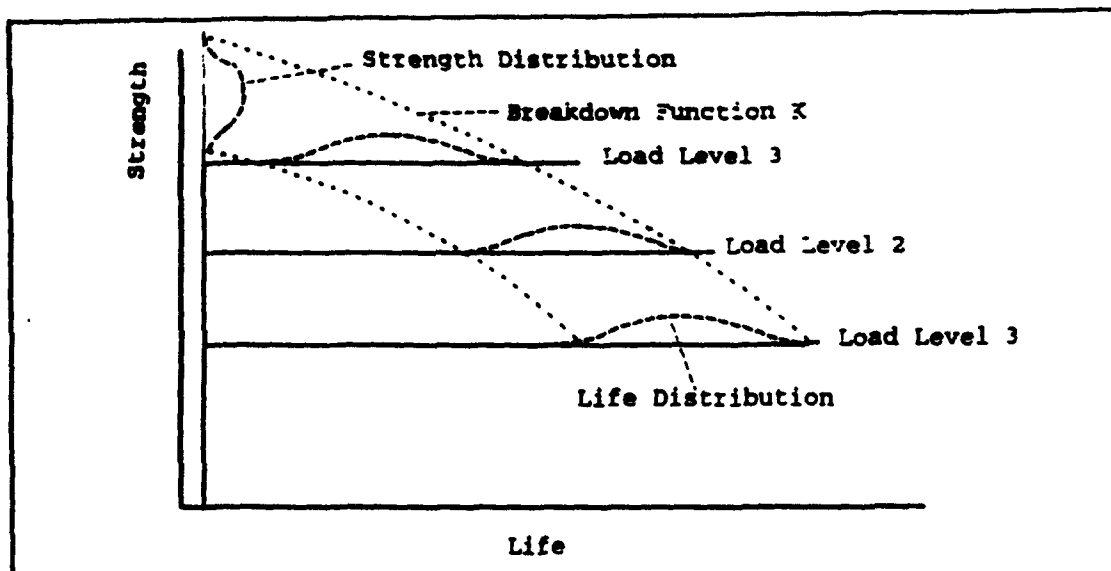 Strength Distribution
Strength
Breakdown Function K
Load Level 3
Load Level 2
Load Level 3
Life Distribution
Life